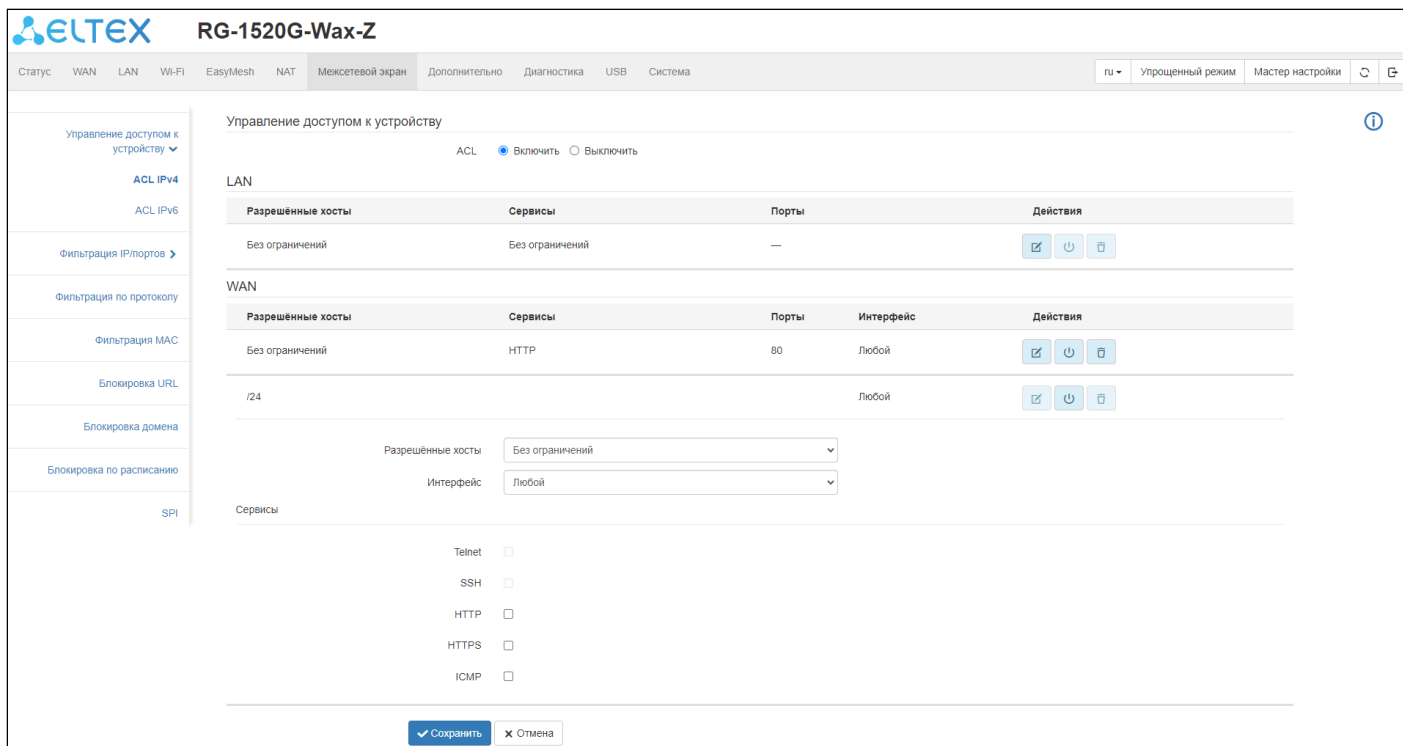 ELTEX RG-1520G-Wax-Z
Статус WAN LAN Wi-Fi EasyMesh NAT Межсетевой экран Дополнительно Диагностика USB Система ru Упрощенный режим Мастер настройки
Управление доступом к
устройству
ACL IPv4
ACL IPv6
Фильтрация IP/портов
Фильтрация по протоколу
Фильтрация MAC
Блокировка URL
Блокировка домена
Блокировка по расписанию
SPI
Управление доступом к устройству
ACL Включить Выключить
LAN
Разрешённые хосты Сервисы Порты Действия
Без ограничений Без ограничений —
WAN
Разрешённые хосты Сервисы Порты Интерфейс Действия
Без ограничений HTTP 80 Любой
/24 Любой
Разрешённые хосты Без ограничений
Интерфейс Любой
Сервисы
Telnet
SSH
HTTP
HTTPS
ICMP
Сохранить Отмена